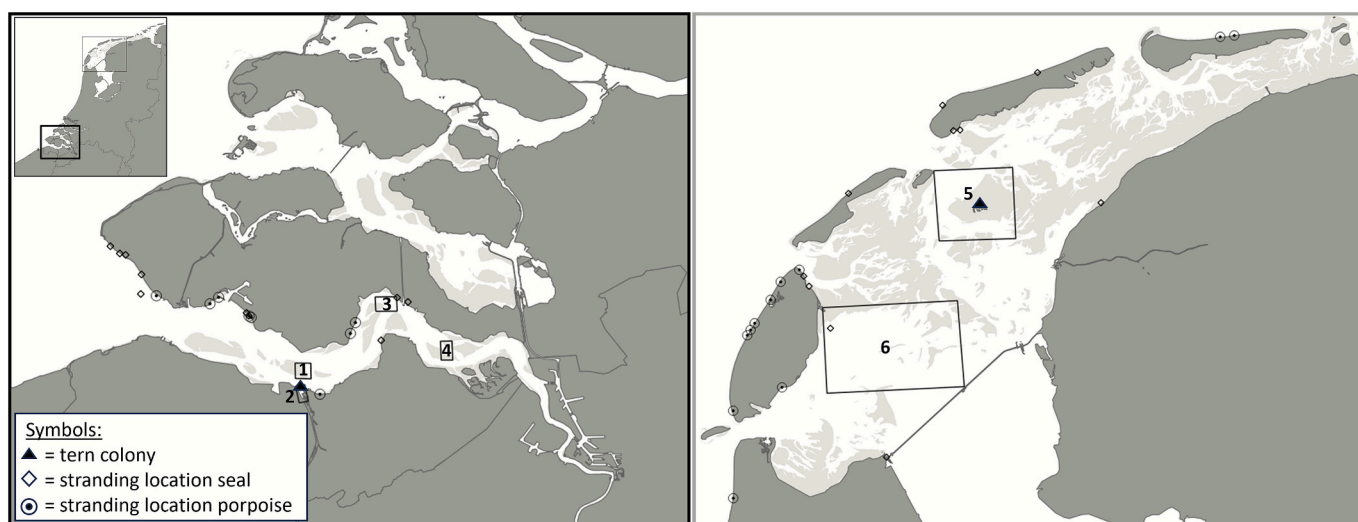 1
2
3
4
Symbols:
= tern colony
= stranding location seal
= stranding location porpoise
5
6